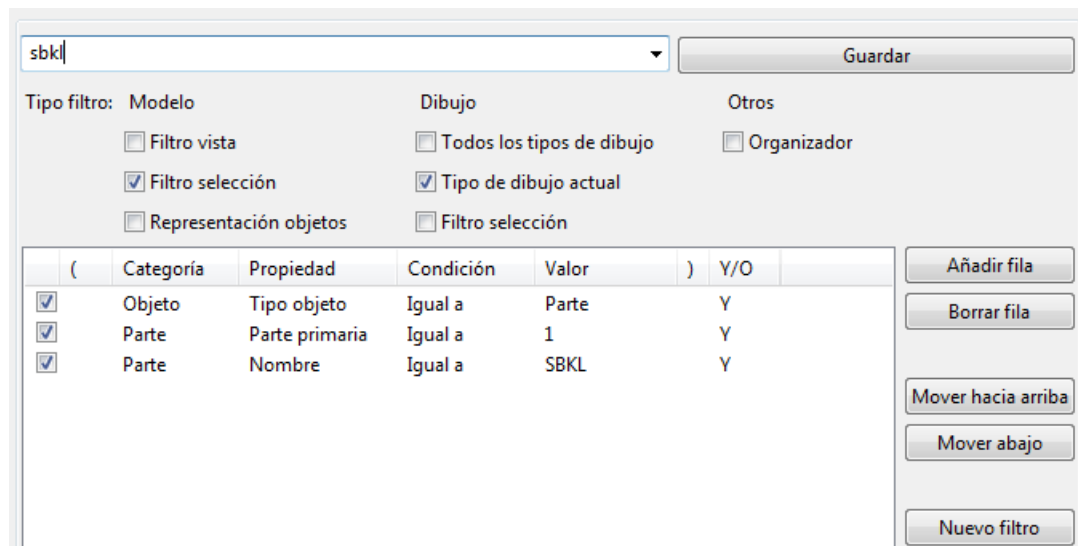 sbkl Guardar
Tipo filtro: Modelo Dibujo Otros
Filtro vista Todos los tipos de dibujo Organizador
Filtro selección Tipo de dibujo actual
Representación objetos Filtro selección
( Categoría Propiedad Condición Valor ) Y/O Añadir fila
Objeto Tipo objeto Igual a Parte Y Borrar fila
Parte Parte primaria Igual a 1 Y
Parte Nombre Igual a SBKL Y
Mover hacia arriba
Mover abajo
Nuevo filtro